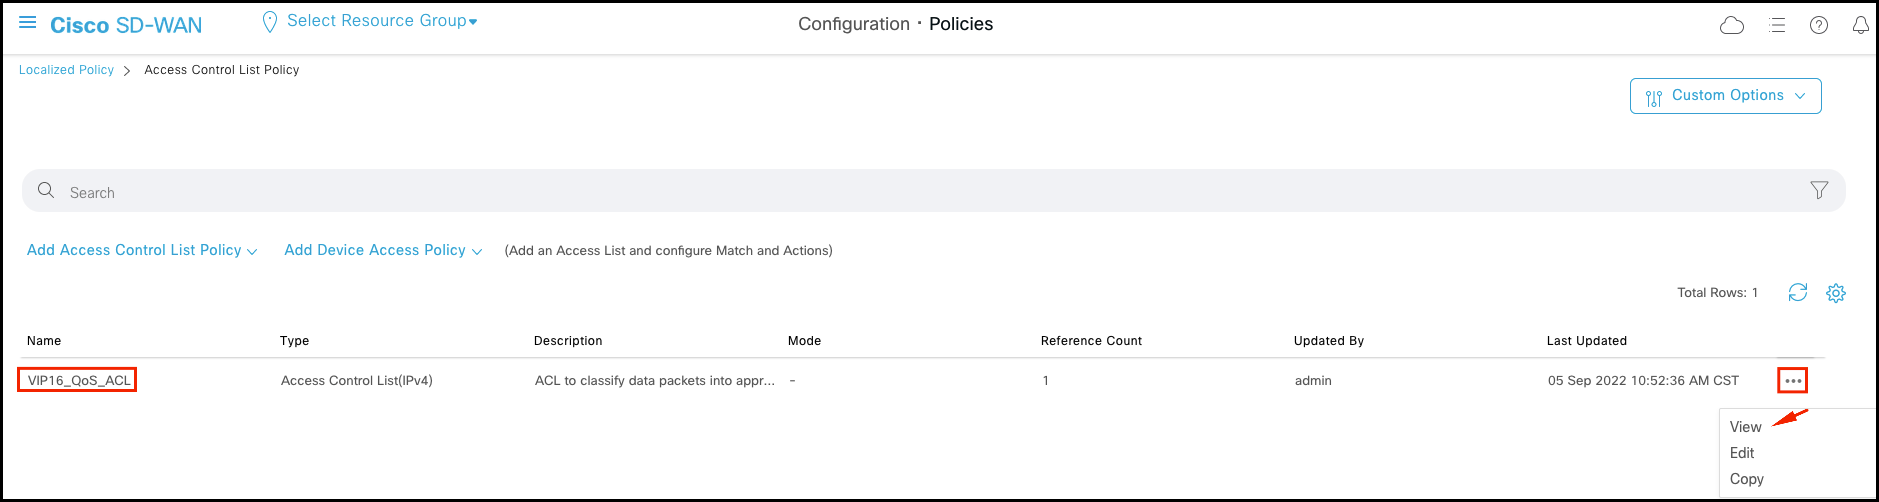 Cisco SD-WAN
Select Resource Group
Configuration · Policies
Localized Policy > Access Control List Policy
Custom Options
Search
Add Access Control List Policy
Add Device Access Policy
(Add an Access List and configure Match and Actions)
Total Rows: 1
Name Type Description Mode Reference Count Updated By Last Updated
VIP16_QoS_ACL Access Control List(IPv4) ACL to classify data packets into appr... - 1 admin 05 Sep 2022 10:52:36 AM CST
View
Edit
Copy